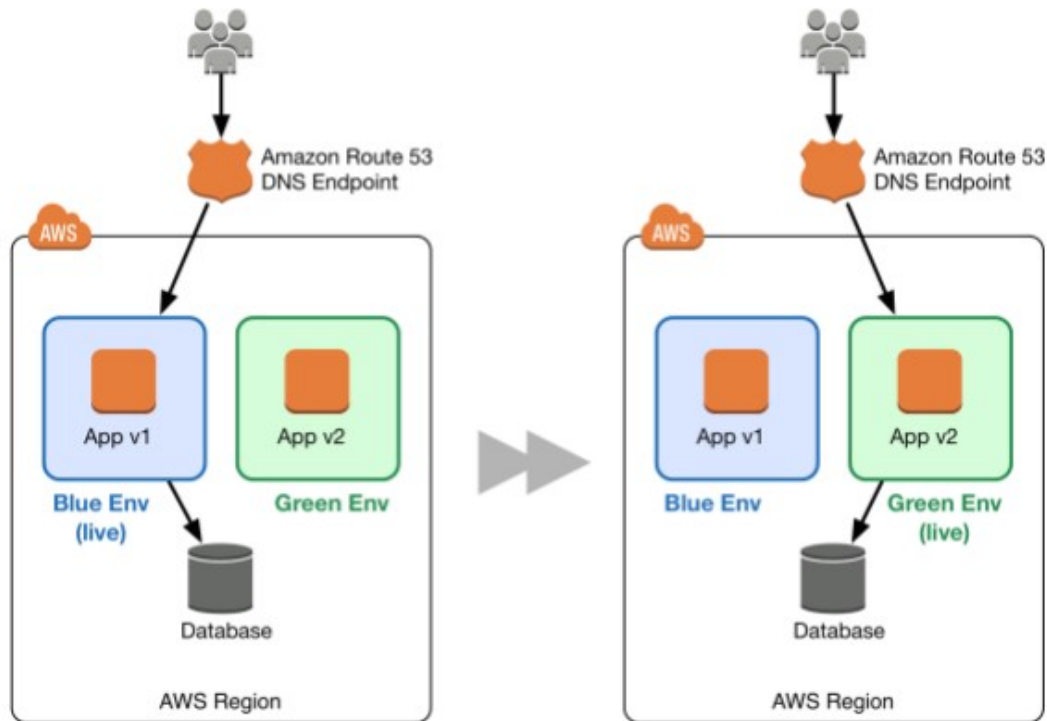 Amazon Route 53
DNS Endpoint
AWS
App v1
App v2
Blue Env
(live)
Green Env
Database
AWS Region
Amazon Route 53
DNS Endpoint
AWS
App v1
App v2
Blue Env
Green Env
(live)
Database
AWS Region